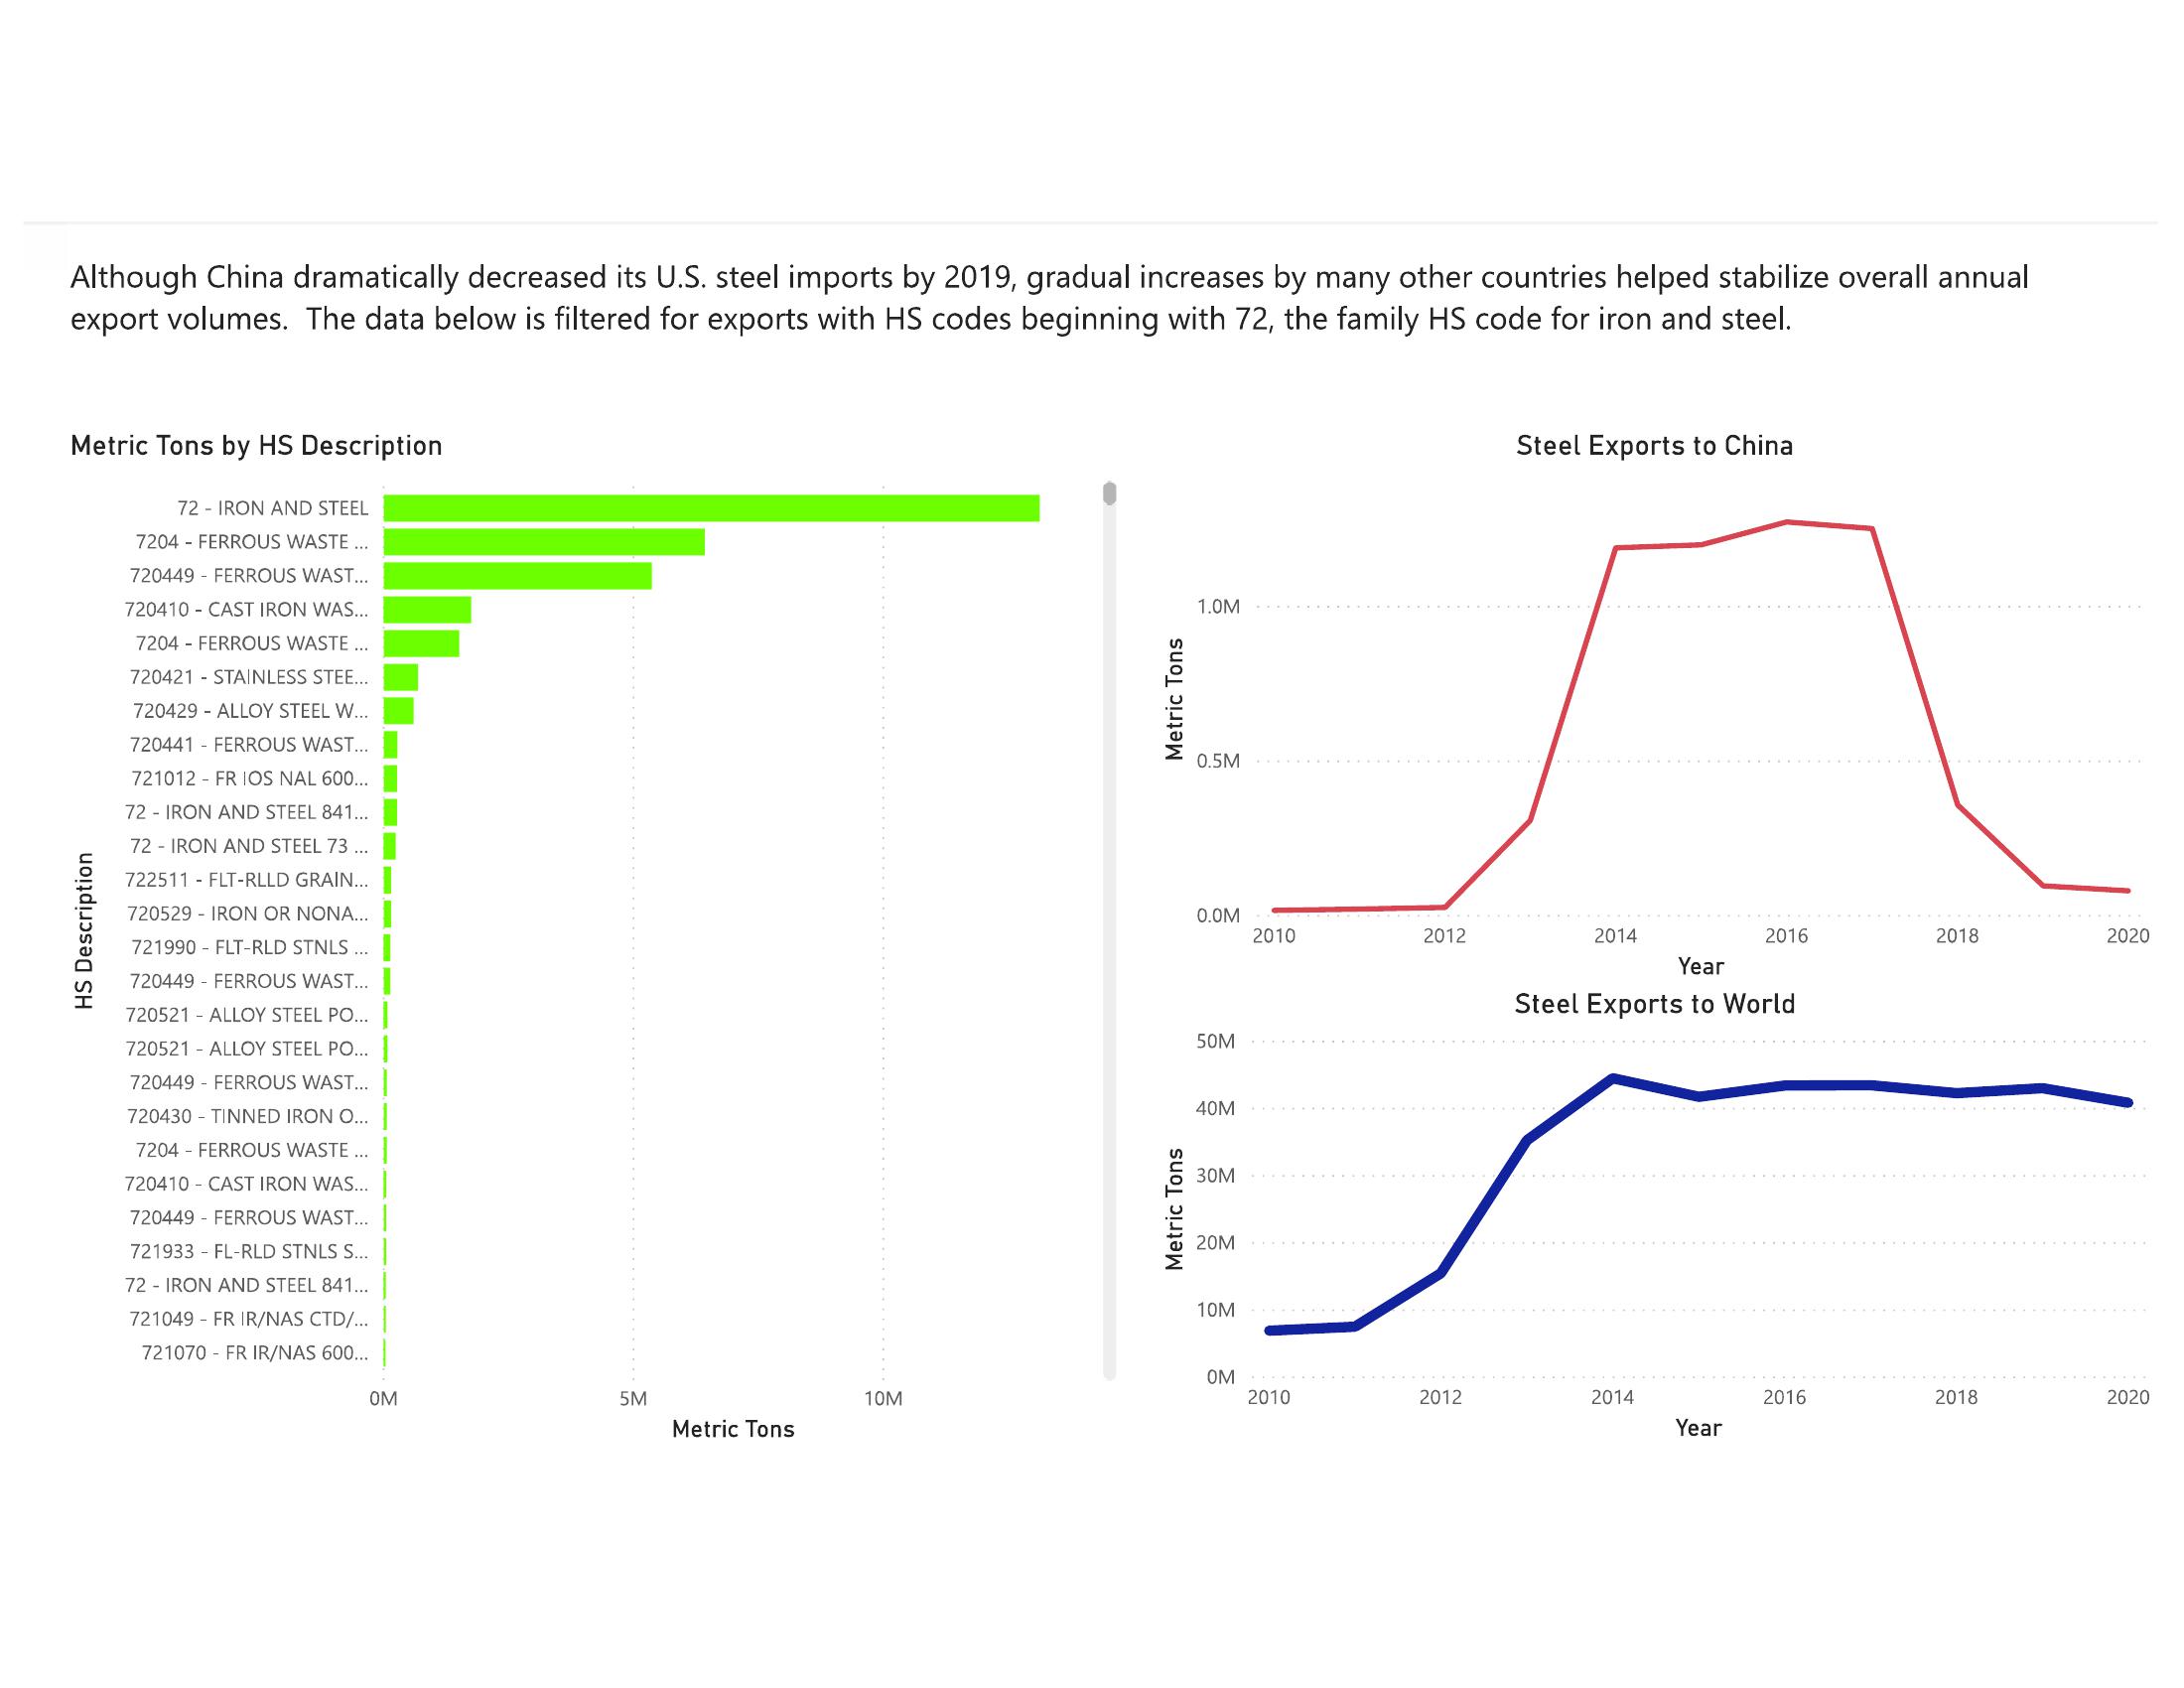 Although China dramatically decreased its U.S. steel imports by 2019, gradual increases by many other countries helped stabilize overall annual
export volumes.  The data below is filtered for exports with HS codes beginning with 72, the family HS code for iron and steel.
Metric Tons by HS Description
HS Description
72 - IRON AND STEEL
7204 - FERROUS WASTE ...
720449 - FERROUS WAST...
720410 - CAST IRON WAS...
7204 - FERROUS WASTE ...
720421 - STAINLESS STEE...
720429 - ALLOY STEEL W...
720441 - FERROUS WAST...
721012 - FR IOS NAL 600...
72 - IRON AND STEEL 841...
72 - IRON AND STEEL 73 ...
722511 - FLT-RLLD GRAIN...
720529 - IRON OR NONA...
721990 - FLT-RLD STNLS ...
720449 - FERROUS WAST...
720521 - ALLOY STEEL PO...
720521 - ALLOY STEEL PO...
720449 - FERROUS WAST...
720430 - TINNED IRON O...
7204 - FERROUS WASTE ...
720410 - CAST IRON WAS...
720449 - FERROUS WAST...
721933 - FL-RLD STNLS S...
72 - IRON AND STEEL 841...
721049 - FR IR/NAS CTD/...
721070 - FR IR/NAS 600...
0M 5M 10M
Metric Tons
Steel Exports to China
Metric Tons
1.0M
0.5M
0.0M
2010 2012 2014 2016 2018 2020
Year
Steel Exports to World
Metric Tons
50M
40M
30M
20M
10M
0M
2010 2012 2014 2016 2018 2020
Year